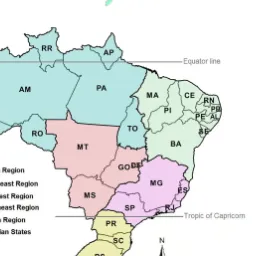 RR
AP
Equator line
AM
PA
MA
CE
RN
PB
PI
PE
AL
SE
TO
RO
BA
MT
GO
DF
MG
ES
MS
SP
RJ
Tropic of Capricorn
PR
SC
RS
Region
east Region
est Region
east Region
Region
ian States
N